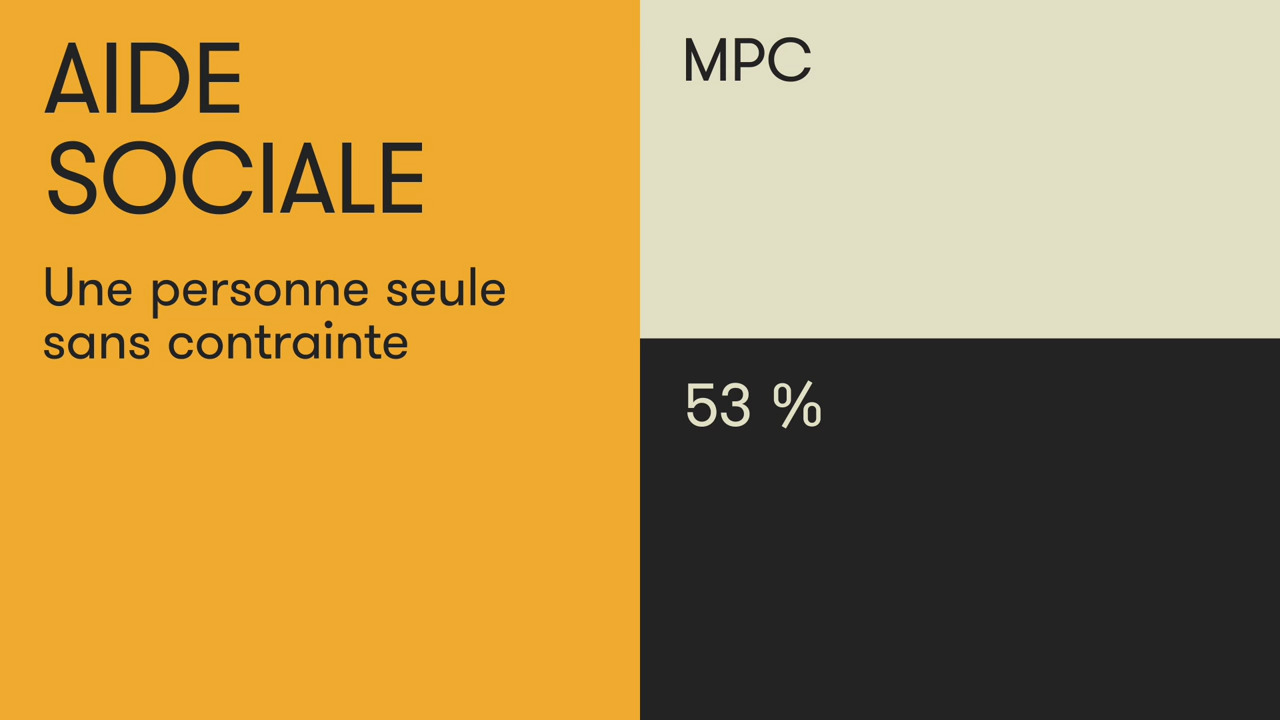 AIDE
SOCIALE
Une personne seule
sans contrainte
MPC
53 %